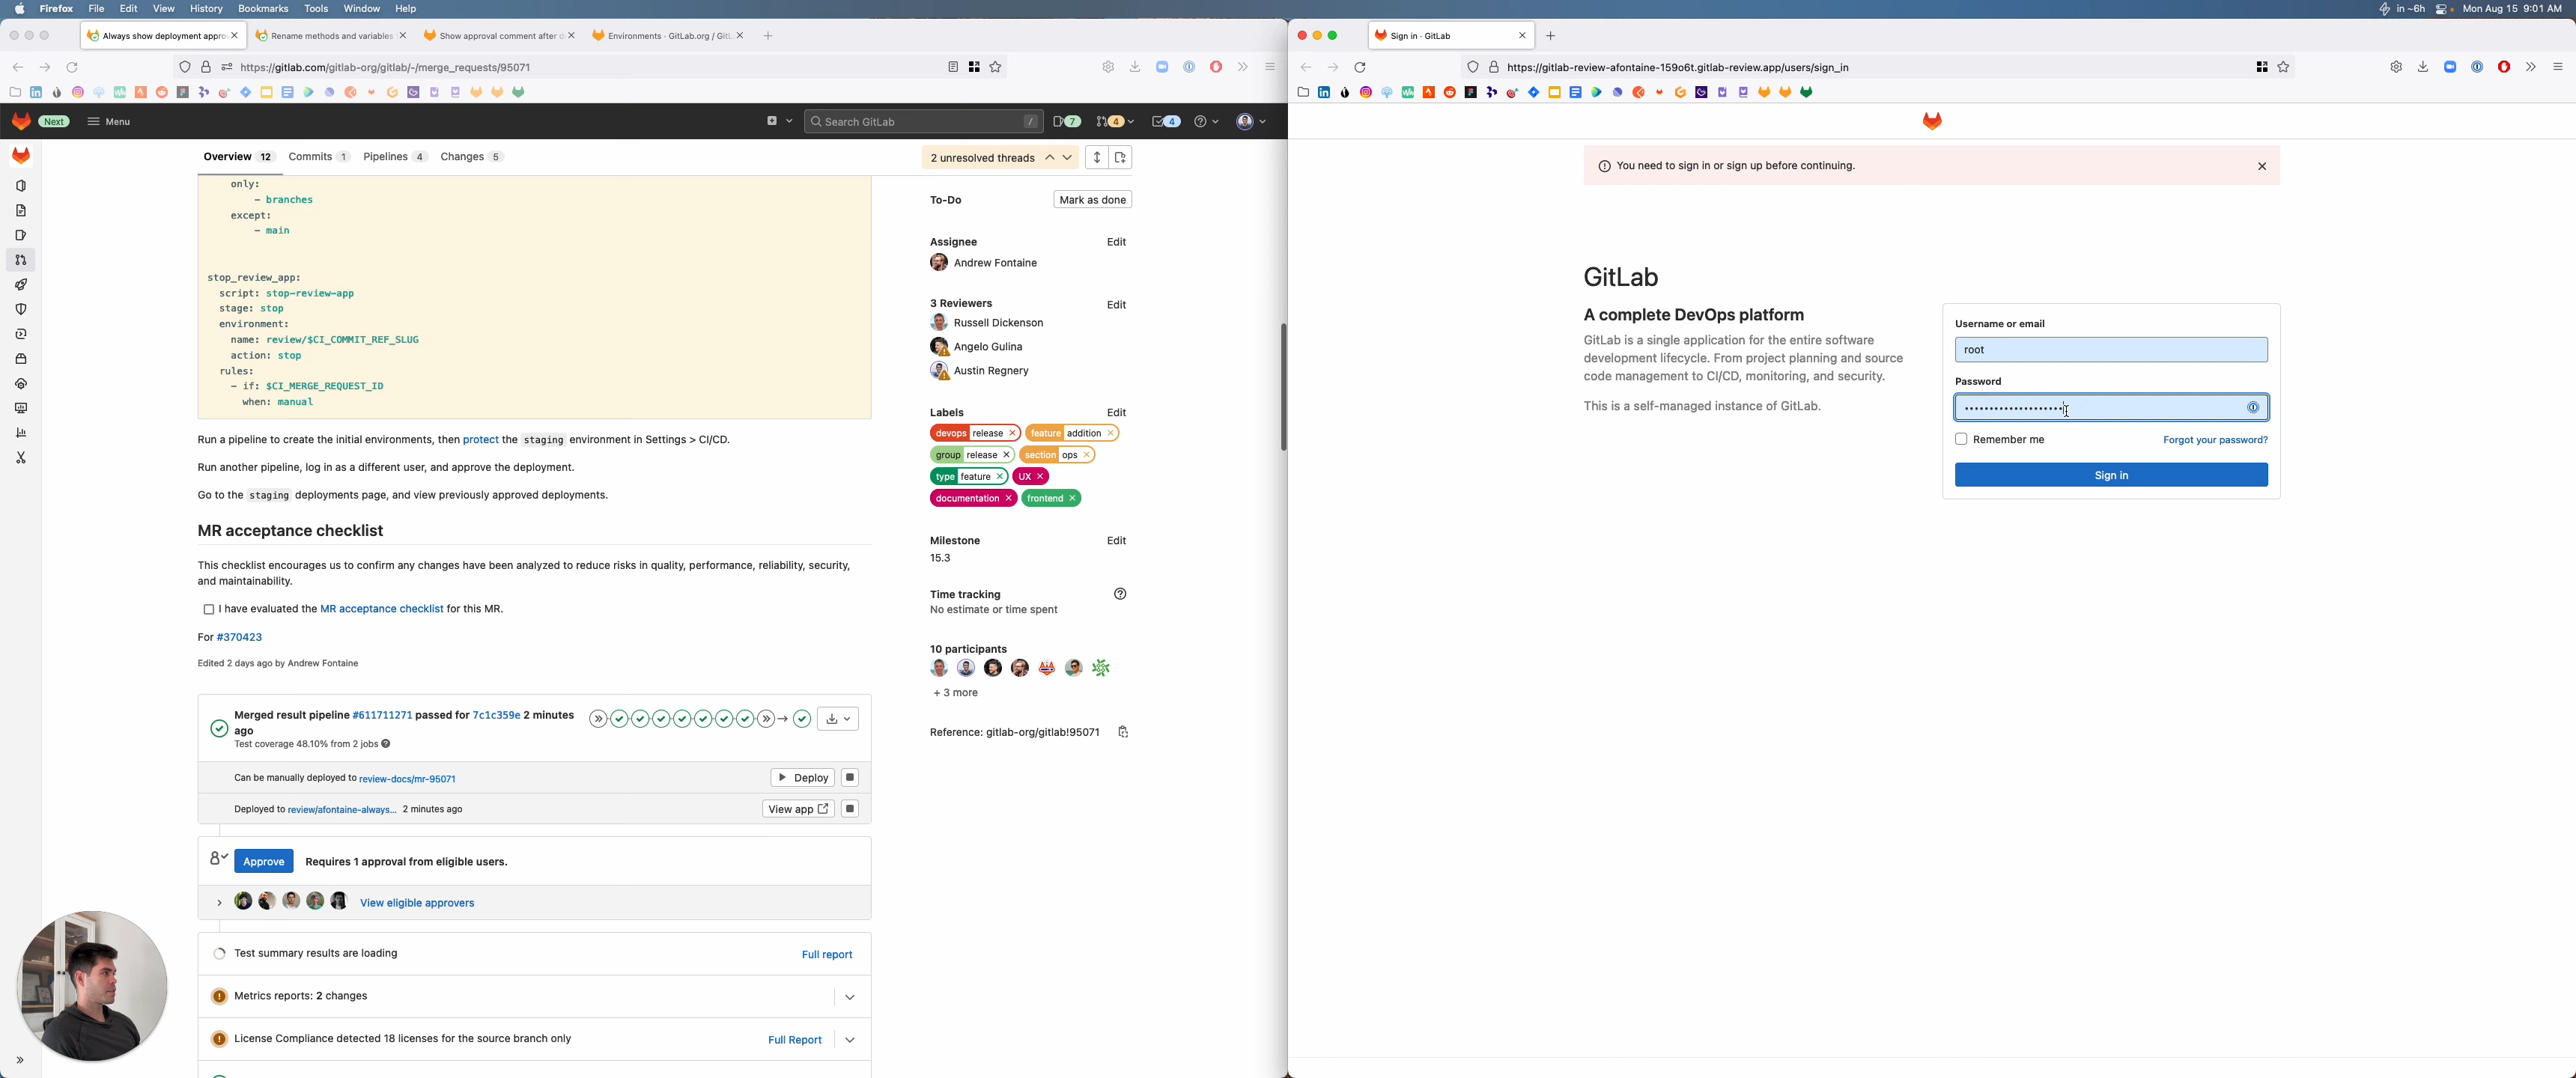 Firefox File Edit View History Bookmarks Tools Window Help
in ~6h Mon Aug 15 9:01 AM
Always show deployment appro
Rename methods and variables
Show approval comment after d
Environments · GitLab.org / GitL
https://gitlab.com/gitlab-org/gitlab/-/merge_requests/95071
Next Menu
Search GitLab /
7 4 4
Overview 12 Commits 1 Pipelines 4 Changes 5
2 unresolved threads
only:
- branches
except:
- main
stop_review_app:
script: stop-review-app
stage: stop
environment:
name: review/$CI_COMMIT_REF_SLUG
action: stop
rules:
- if: $CI_MERGE_REQUEST_ID
when: manual
Run a pipeline to create the initial environments, then protect the staging environment in Settings > CI/CD.
Run another pipeline, log in as a different user, and approve the deployment.
Go to the staging deployments page, and view previously approved deployments.
MR acceptance checklist
This checklist encourages us to confirm any changes have been analyzed to reduce risks in quality, performance, reliability, security,
and maintainability.
I have evaluated the MR acceptance checklist for this MR.
For #370423
Edited 2 days ago by Andrew Fontaine
Merged result pipeline #611711271 passed for 7c1c359e 2 minutes
ago
Test coverage 48.10% from 2 jobs
Can be manually deployed to review-docs/mr-95071
Deploy
Deployed to review/afontaine-always... 2 minutes ago
View app
Approve Requires 1 approval from eligible users.
View eligible approvers
Test summary results are loading
Full report
Metrics reports: 2 changes
License Compliance detected 18 licenses for the source branch only
Full Report
To-Do
Mark as done
Assignee
Edit
Andrew Fontaine
3 Reviewers
Edit
Russell Dickenson
Angelo Gulina
Austin Regnery
Labels
Edit
devops release feature addition
group release section ops
type feature UX
documentation frontend
Milestone
Edit
15.3
Time tracking
No estimate or time spent
10 participants
+ 3 more
Reference: gitlab-org/gitlab!95071
Sign in · GitLab
https://gitlab-review-afontaine-159o6t.gitlab-review.app/users/sign_in
You need to sign in or sign up before continuing.
GitLab
A complete DevOps platform
GitLab is a single application for the entire software
development lifecycle. From project planning and source
code management to CI/CD, monitoring, and security.
This is a self-managed instance of GitLab.
Username or email
root
Password
Remember me
Forgot your password?
Sign in